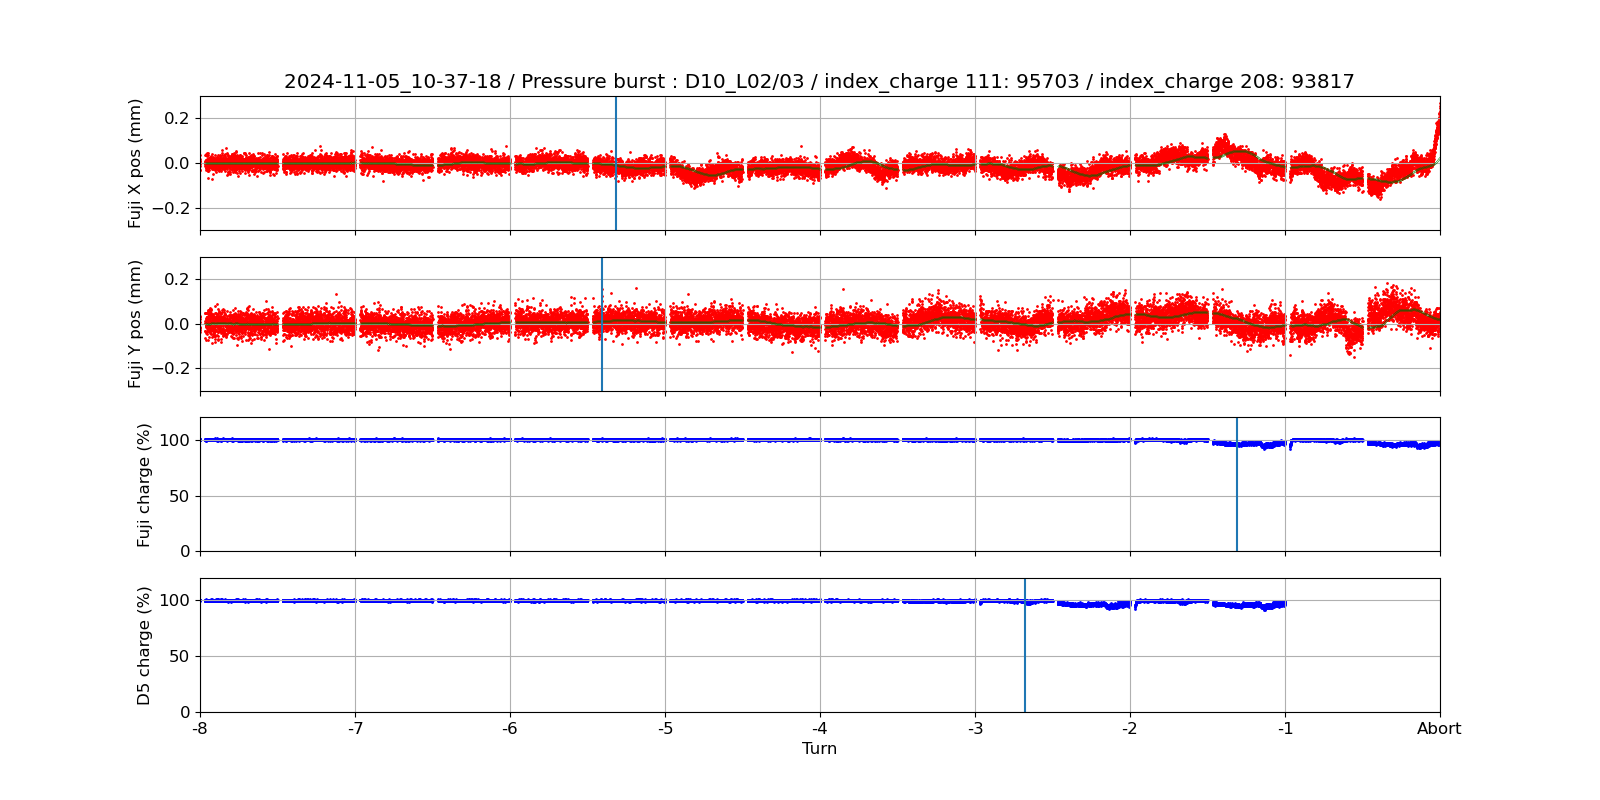 2024-11-05_10-37-18 / Pressure burst : D10_L02/03 / index_charge 111: 95703 / index_charge 208: 93817
Fuji X pos (mm)
0.2
0.0
−0.2
Fuji Y pos (mm)
0.2
0.0
−0.2
Fuji charge (%)
100
50
0
D5 charge (%)
100
50
0
-8 -7 -6 -5 -4 -3 -2 -1 Abort
Turn